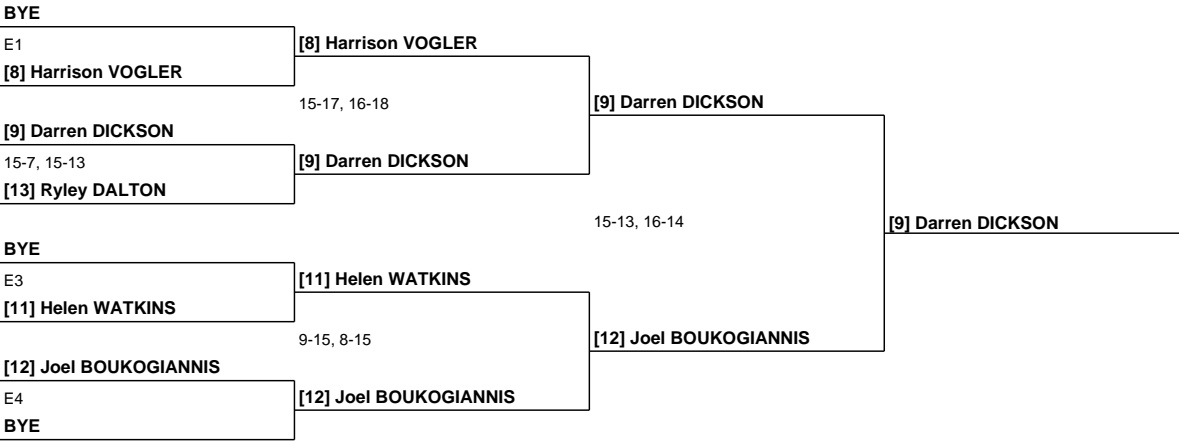 BYE
E1
[8] Harrison VOGLER
[8] Harrison VOGLER
15-17, 16-18
[9] Darren DICKSON
[9] Darren DICKSON
15-7, 15-13
[9] Darren DICKSON
[13] Ryley DALTON
15-13, 16-14
[9] Darren DICKSON
BYE
E3
[11] Helen WATKINS
[11] Helen WATKINS
9-15, 8-15
[12] Joel BOUKOGIANNIS
[12] Joel BOUKOGIANNIS
E4
[12] Joel BOUKOGIANNIS
BYE